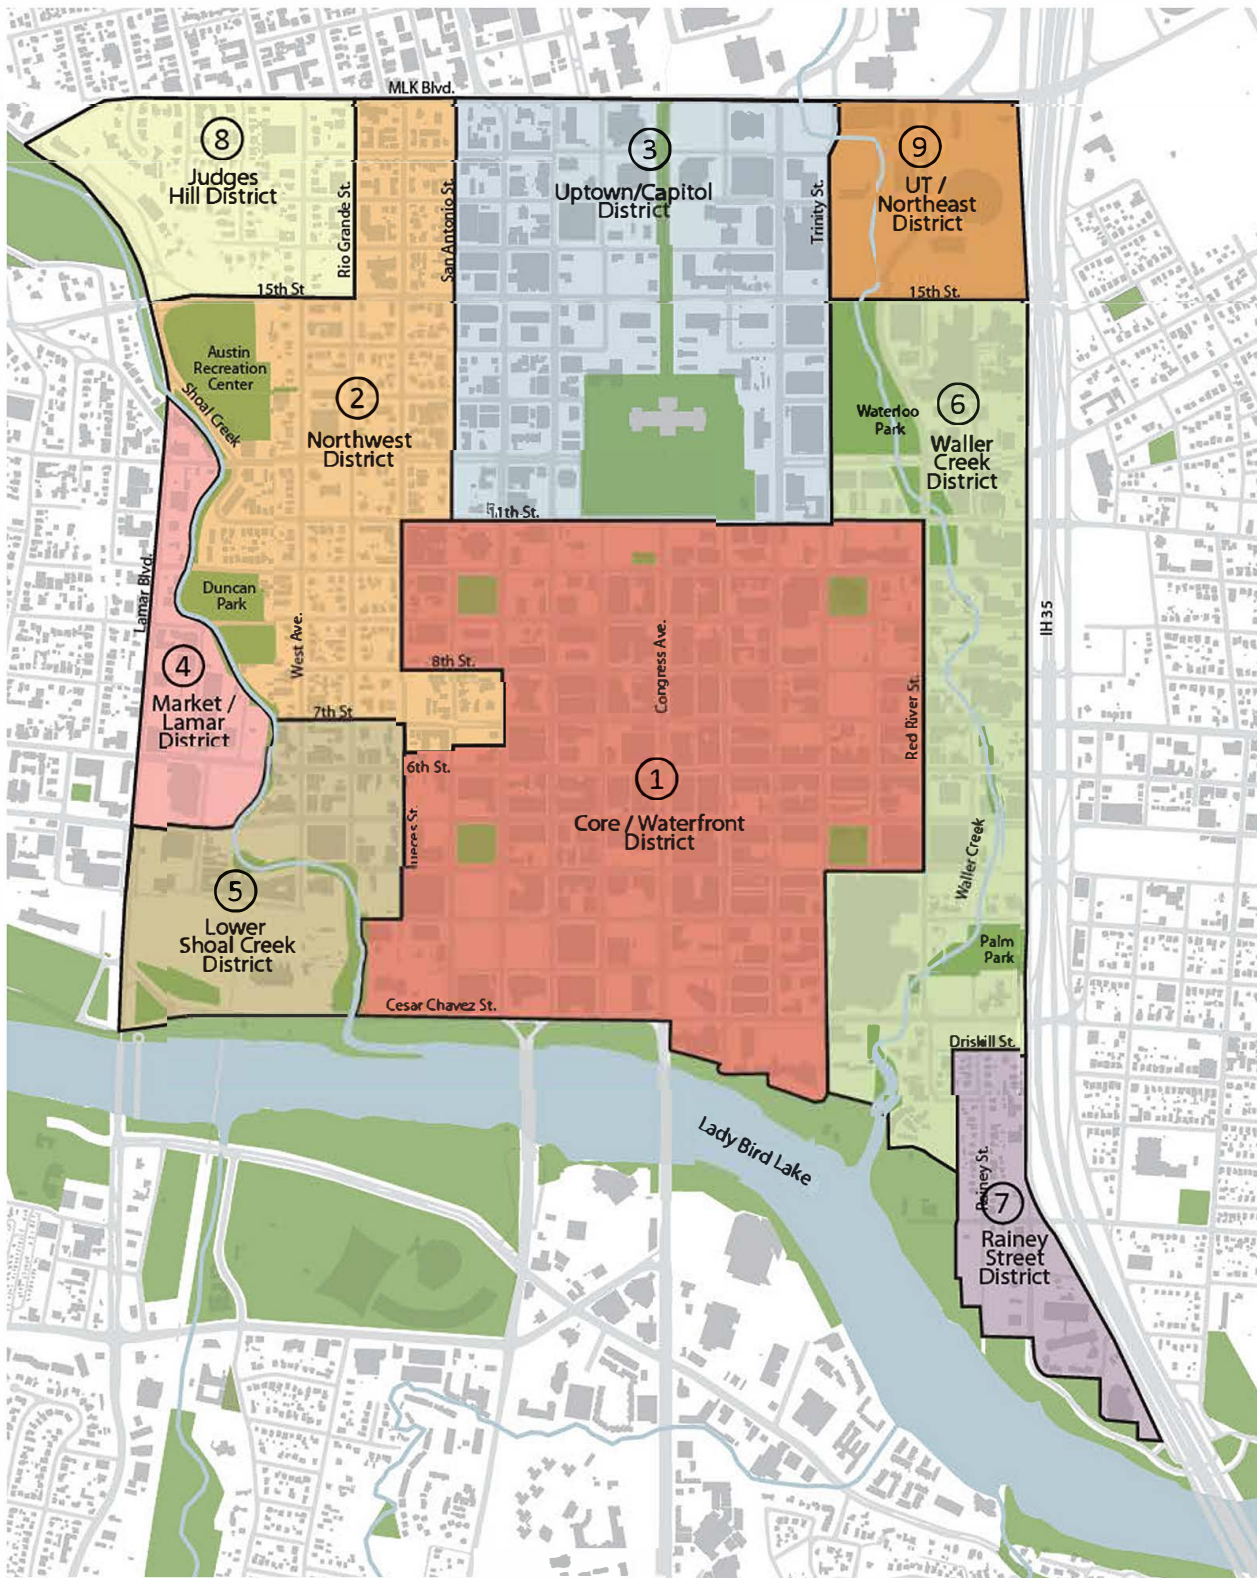 MLK Blvd.
8
Judges
Hill District
Rio Grande St.
San Antonio St.
3
Uptown/Capitol
District
Trinity St.
9
UT /
Northeast
District
15th St
15th St.
Austin
Recreation
Center
Shoal Creek
2
Northwest
District
Waterloo
Park
6
Waller
Creek
District
11th St.
Lamar Blvd.
Duncan
Park
West Ave.
IH 35
4
Market /
Lamar
District
8th St.
Congress Ave.
Red River St.
7th St
6th St.
1
Core / Waterfront
District
ueces St.
Waller Creek
5
Lower
Shoal Creek
District
Palm
Park
Cesar Chavez St.
Driskill St.
Lady Bird Lake
Rainey St.
7
Rainey
Street
District